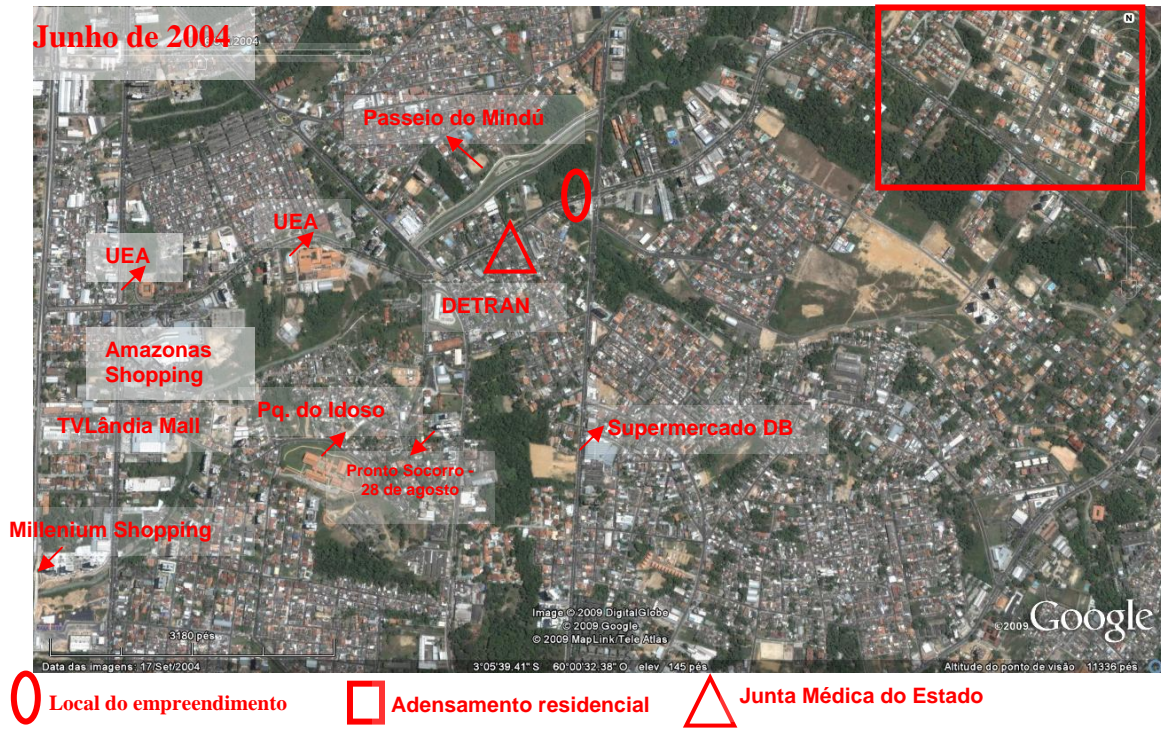 Junho de 2004
2004
N
Passeio do Mindú
UEA
UEA
DETRAN
Amazonas
Shopping
TVLândia Mall
Pq. do Idoso
Supermercado DB
Pronto Socorro -
28 de agosto
Millenium Shopping
Image © 2009 DigitalGlobe
© 2009 Google
© 2009 MapLink/Tele Atlas
©2009 Google
3180 pés
Data das imagens: 17/Set/2004
3°05'39.41" S 60°00'32.38" O elev 145 pés
Altitude do ponto de visão 11336 pés
Local do empreendimento
Adensamento residencial
Junta Médica do Estado